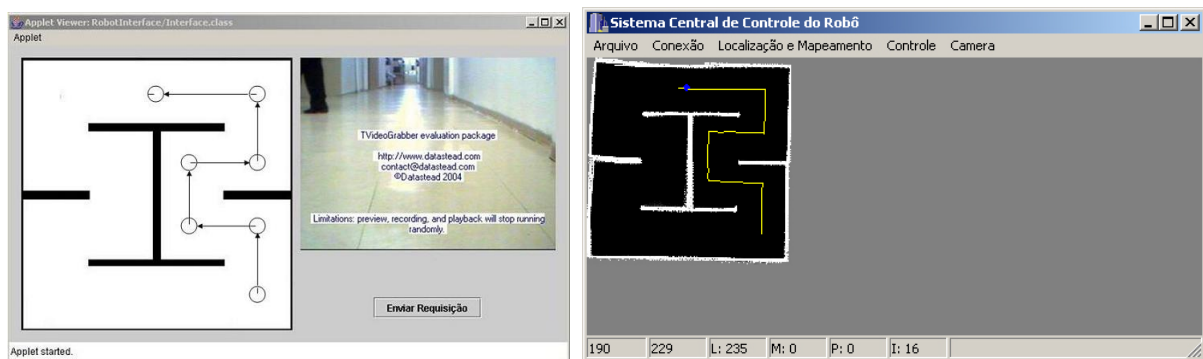 Applet Viewer: RobotInterface/Interface.class
Applet
TVideoGrabber evaluation package
http://www.datastead.com
contact@datastead.com
©Datastead 2004
Limitations: preview, recording, and playback will stop running
randomly.
Enviar Requisição
Applet started.
Sistema Central de Controle do Robô
Arquivo Conexão Localização e Mapeamento Controle Camera
190 229 L: 235 M: 0 P: 0 I: 16